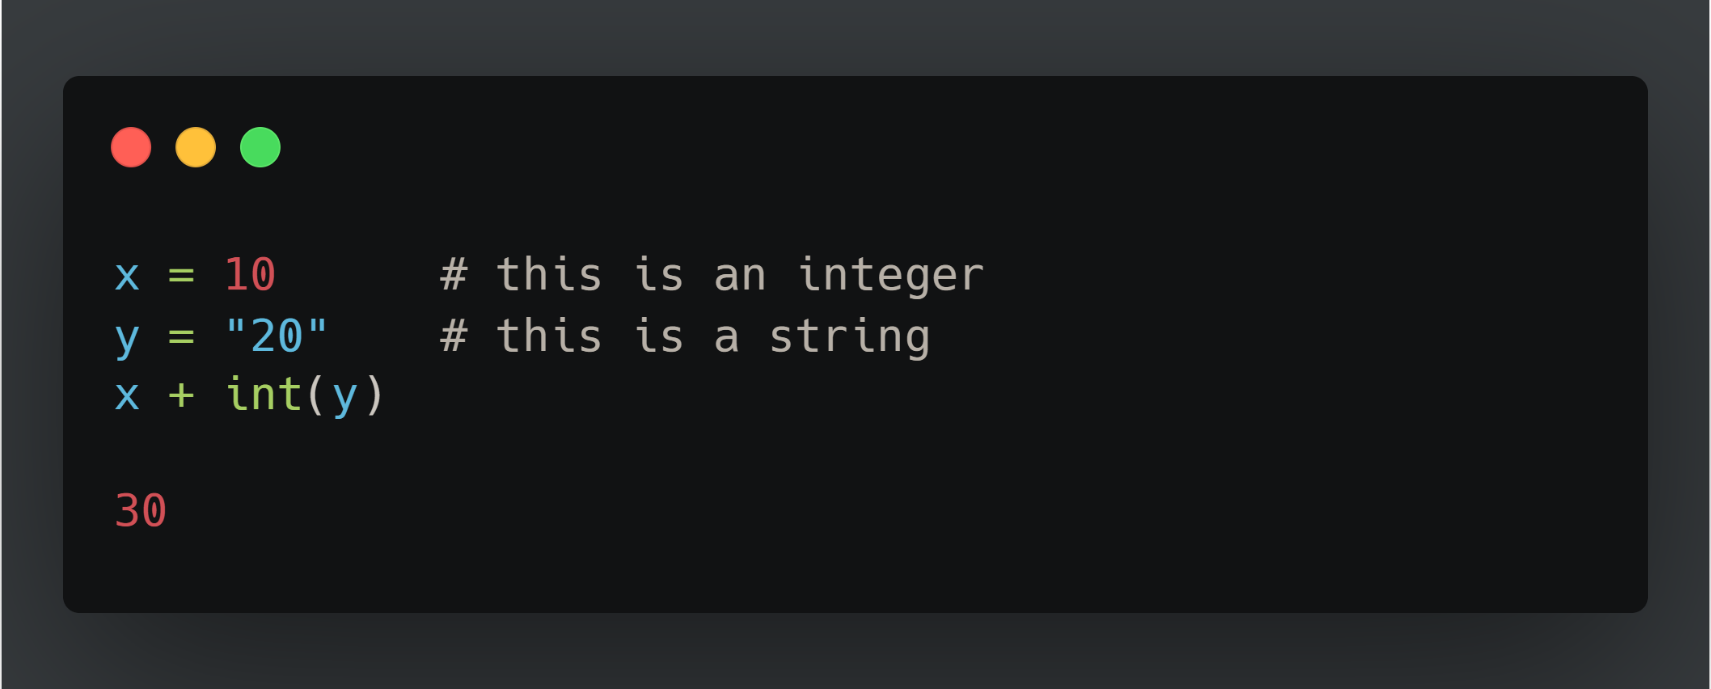 x = 10      # this is an integer
y = "20"    # this is a string
x + int(y)

30